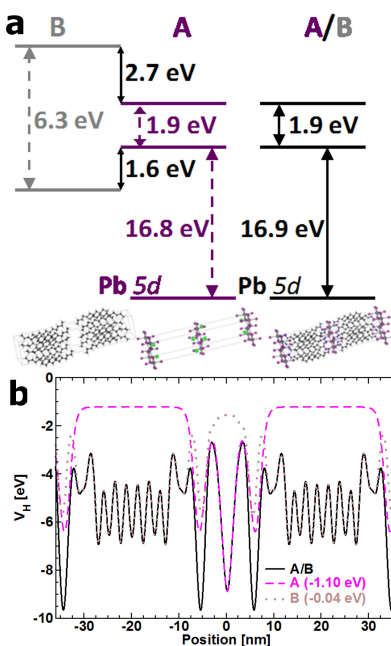 a
B A A/B
2.7 eV
6.3 eV 1.9 eV 1.9 eV
1.6 eV
16.8 eV 16.9 eV
Pb 5d Pb 5d
b
0
-2
-4
-6
-8
-10
V_H [eV]
A/B
A (-1.10 eV)
B (-0.04 eV)
-30 -20 -10 0 10 20 30
Position [nm]